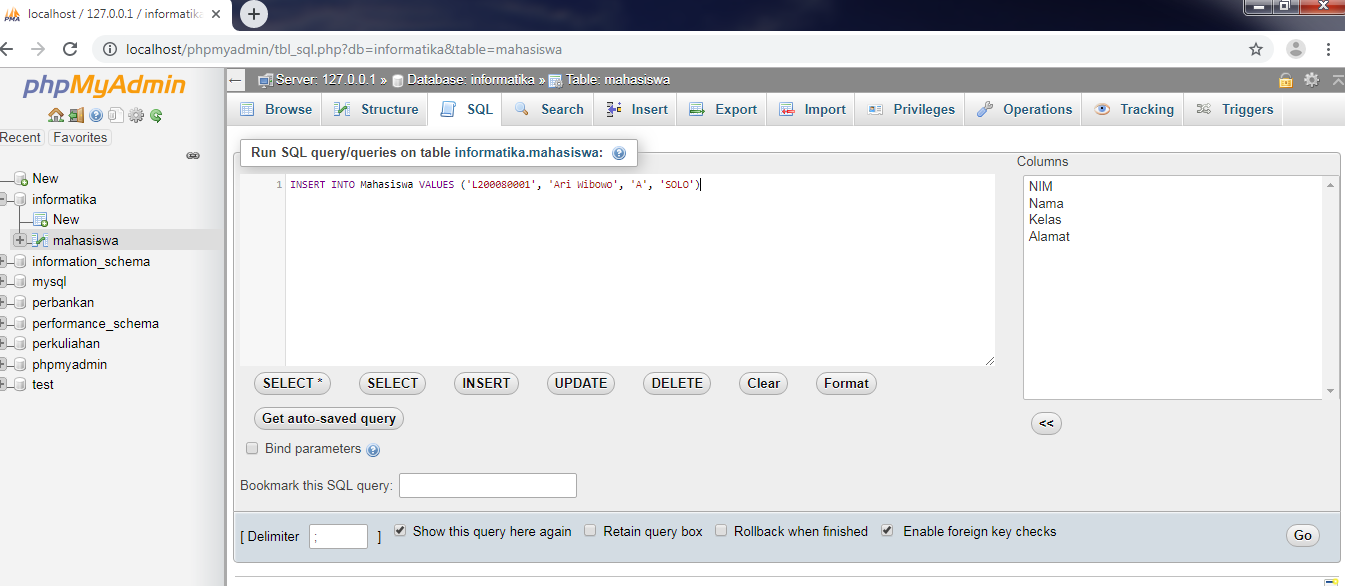 localhost / 127.0.0.1 / informatika
localhost/phpmyadmin/tbl_sql.php?db=informatika&table=mahasiswa
phpMyAdmin
Recent Favorites
New
informatika
New
mahasiswa
information_schema
mysql
perbankan
performance_schema
perkuliahan
phpmyadmin
test
Server: 127.0.0.1 » Database: informatika » Table: mahasiswa
Browse Structure SQL Search Insert Export Import Privileges Operations Tracking Triggers
Run SQL query/queries on table informatika.mahasiswa:
1 INSERT INTO Mahasiswa VALUES ('L200080001', 'Ari Wibowo', 'A', 'SOLO')
Columns
NIM
Nama
Kelas
Alamat
SELECT * SELECT INSERT UPDATE DELETE Clear Format
Get auto-saved query
<<
Bind parameters
Bookmark this SQL query:
[ Delimiter ; ] Show this query here again Retain query box Rollback when finished Enable foreign key checks Go